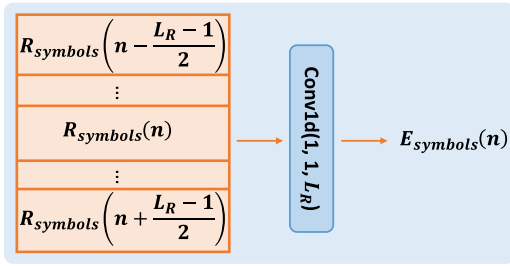 R_symbols(n − (L_R − 1)/2)
⋮
R_symbols(n)
⋮
R_symbols(n + (L_R − 1)/2)
Conv1d(1, 1, L_R)
E_symbols(n)